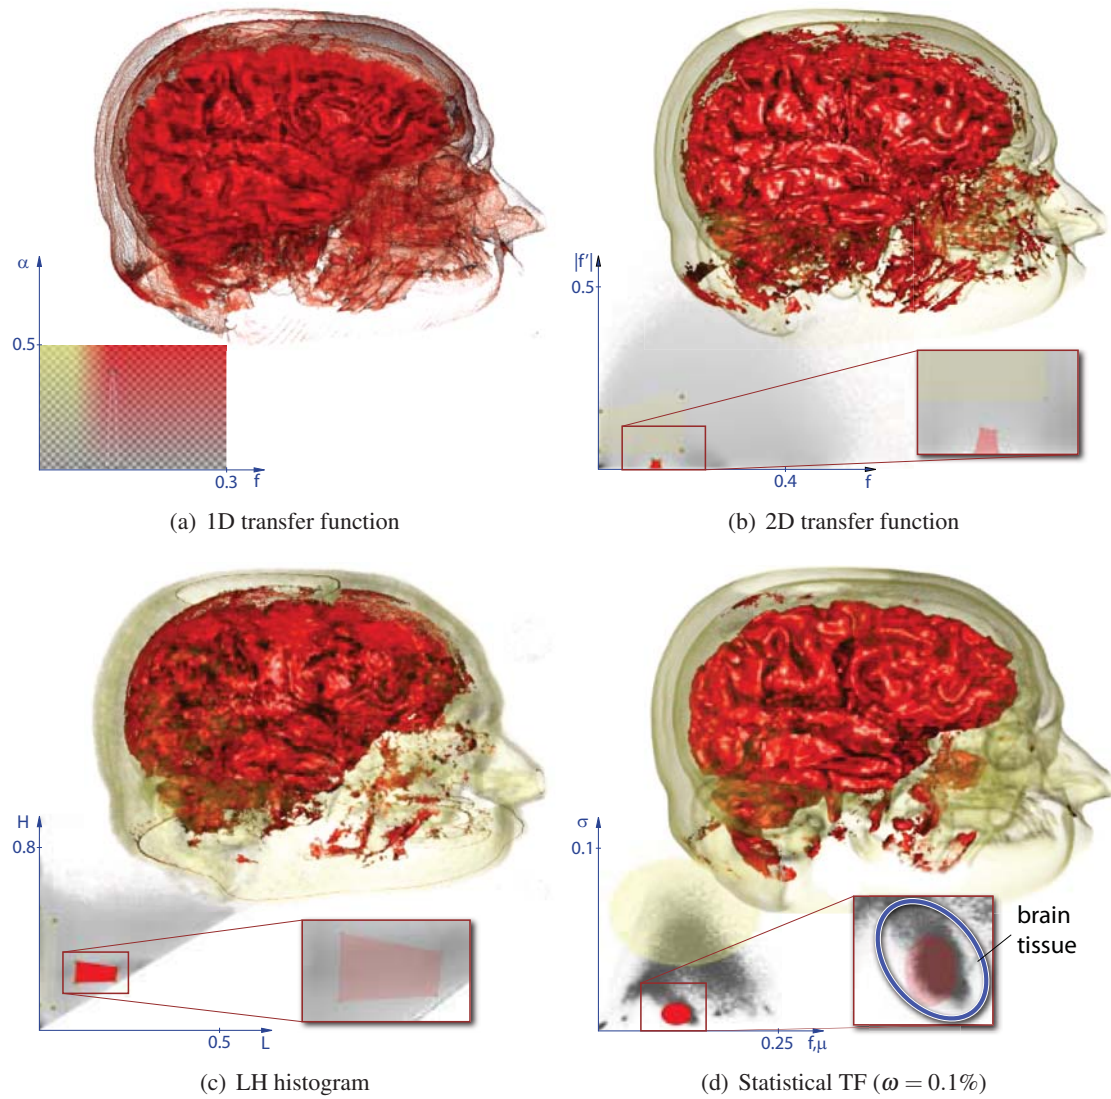 α
0.5
0.3
f
(a) 1D transfer function
|f'|
0.5
0.4
f
(b) 2D transfer function
H
0.8
0.5
L
(c) LH histogram
σ
0.1
brain
tissue
0.25
f,μ
(d) Statistical TF (ω = 0.1%)